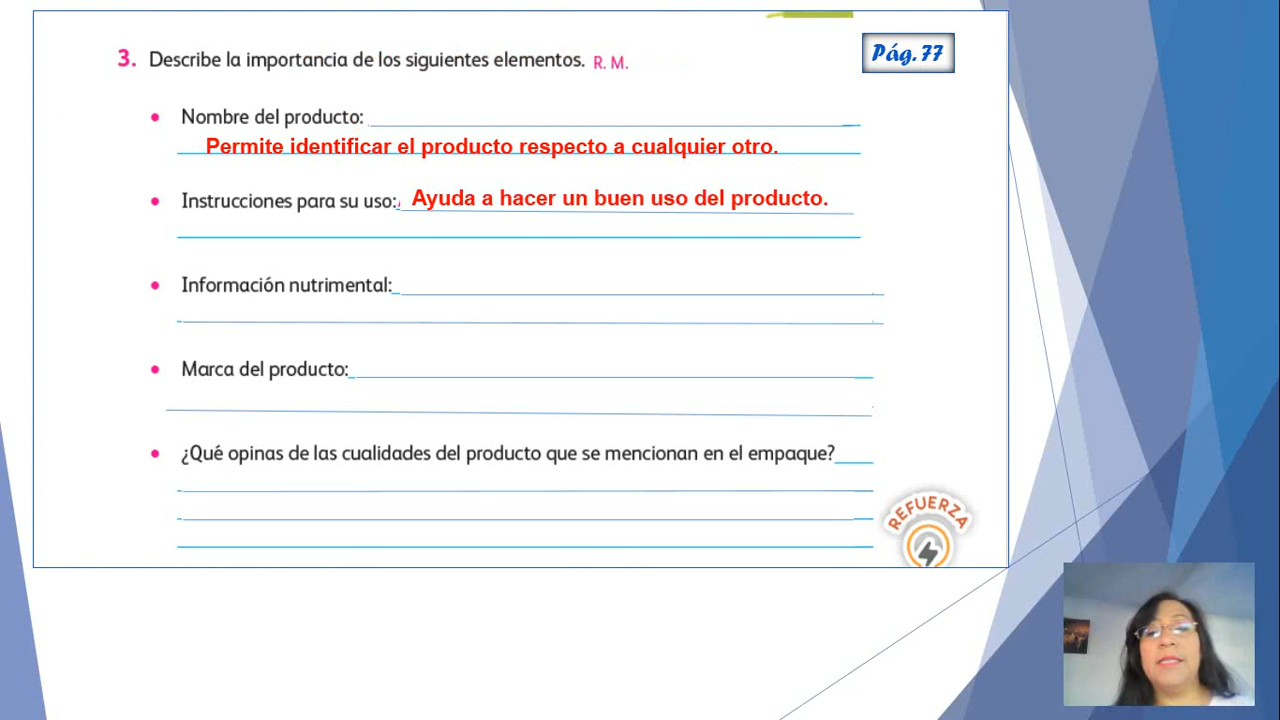 3. Describe la importancia de los siguientes elementos. R. M.
Pág. 77
• Nombre del producto:
Permite identificar el producto respecto a cualquier otro.
• Instrucciones para su uso: Ayuda a hacer un buen uso del producto.
• Información nutrimental:
• Marca del producto:
• ¿Qué opinas de las cualidades del producto que se mencionan en el empaque?
REFUERZA